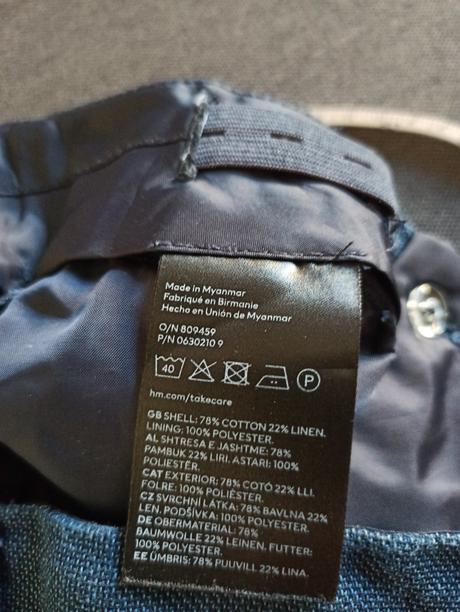 Made in Myanmar
Fabriqué en Birmanie
Hecho en Unión de Myanmar
O/N 809459
P/N 0630210 9
40
P
hm.com/takecare
GB SHELL: 78% COTTON 22% LINEN.
LINING: 100% POLYESTER.
AL SHTRESA E JASHTME: 78%
PAMBUK 22% LIRI. ASTARI: 100%
POLIESTËR.
CAT EXTERIOR: 78% COTÓ 22% LLI.
FOLRE: 100% POLIÈSTER.
CZ SVRCHNÍ LÁTKA: 78% BAVLNA 22%
LEN. PODŠÍVKA: 100% POLYESTER.
DE OBERMATERIAL: 78%
BAUMWOLLE 22% LEINEN. FUTTER:
100% POLYESTER.
EE ÜMBRIS: 78% PUUVILL 22% LINA.